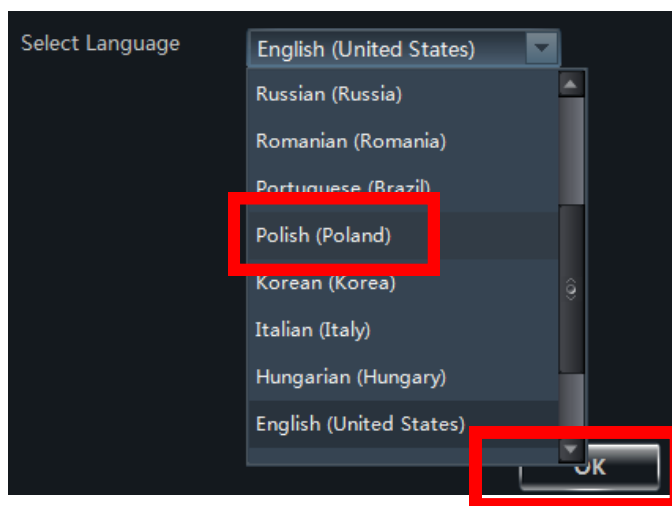 Select Language
English (United States)
Russian (Russia)
Romanian (Romania)
Portuguese (Brazil)
Polish (Poland)
Korean (Korea)
Italian (Italy)
Hungarian (Hungary)
English (United States)
OK